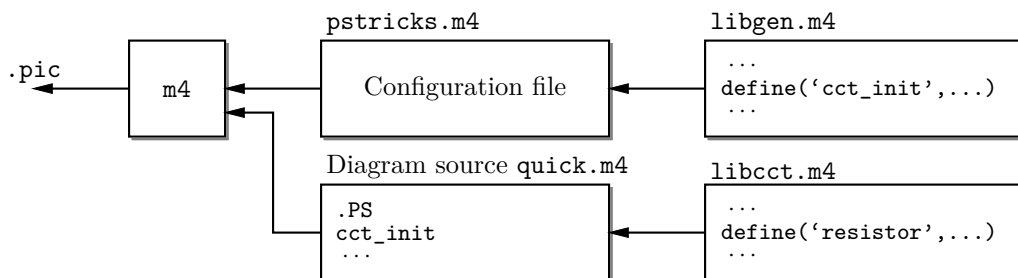 pstricks.m4
libgen.m4
.pic
m4
Configuration file
...
define(‘cct_init’,...)
...
Diagram source quick.m4
libcct.m4
.PS
cct_init
...
...
define(‘resistor’,...)
...